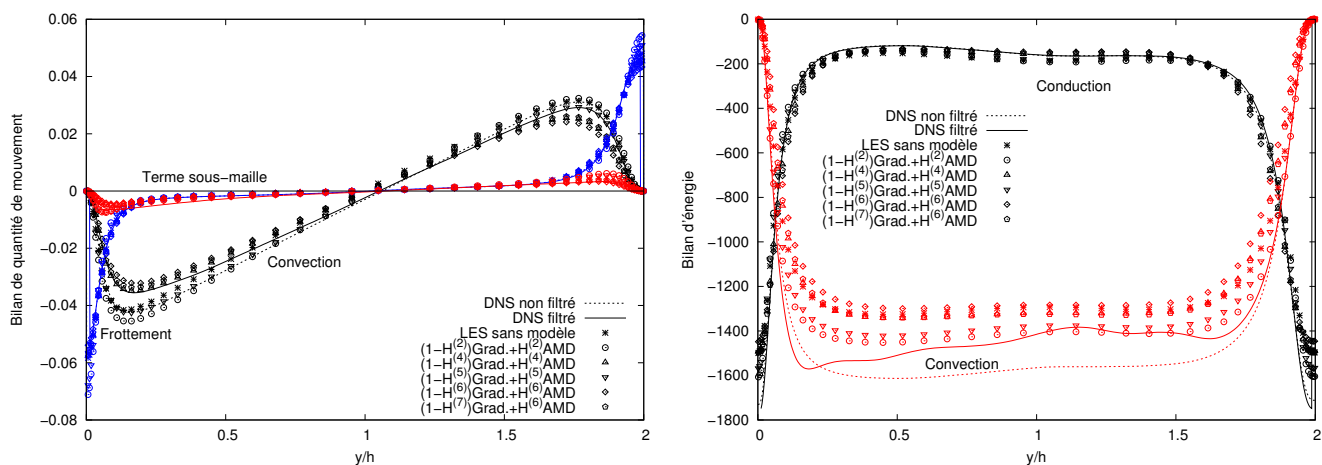 0.06
0.04
0.02
0
−0.02
−0.04
−0.06
−0.08
0
0.5
1
1.5
2
Bilan de quantité de mouvement
y/h
Terme sous−maille
Convection
Frottement
DNS non filtré
DNS filtré
LES sans modèle
(1−H(2))Grad.+H(2)AMD
(1−H(4))Grad.+H(4)AMD
(1−H(5))Grad.+H(5)AMD
(1−H(6))Grad.+H(6)AMD
(1−H(7))Grad.+H(6)AMD
0
−200
−400
−600
−800
−1000
−1200
−1400
−1600
−1800
0
0.5
1
1.5
2
Bilan d'énergie
y/h
Conduction
DNS non filtré
DNS filtré
LES sans modèle
(1−H(2))Grad.+H(2)AMD
(1−H(4))Grad.+H(4)AMD
(1−H(5))Grad.+H(5)AMD
(1−H(6))Grad.+H(6)AMD
(1−H(7))Grad.+H(6)AMD
Convection